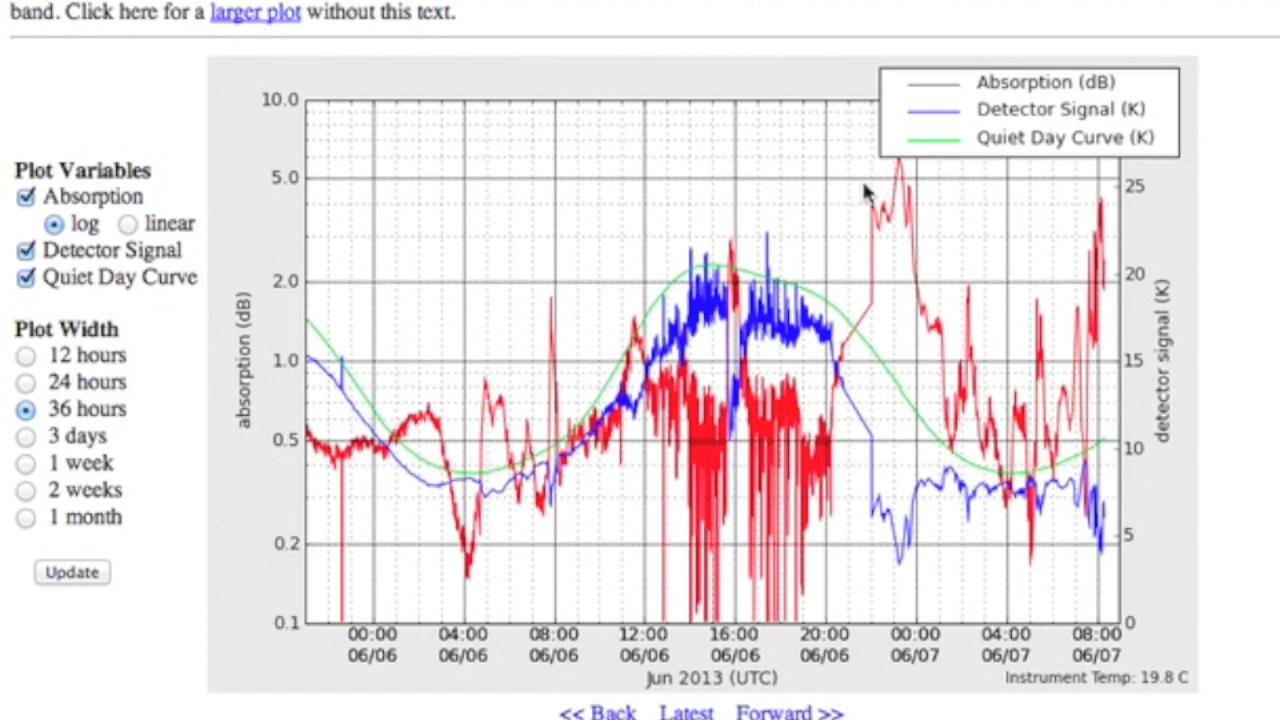 band. Click here for a larger plot without this text.
Plot Variables
Absorption
log linear
Detector Signal
Quiet Day Curve
Plot Width
12 hours
24 hours
36 hours
3 days
1 week
2 weeks
1 month
Update
Absorption (dB)
Detector Signal (K)
Quiet Day Curve (K)
absorption (dB)
10.0
5.0
2.0
1.0
0.5
0.2
0.1
detector signal (K)
25
20
15
10
5
0
00:00 04:00 08:00 12:00 16:00 20:00 00:00 04:00 08:00
06/06 06/06 06/06 06/06 06/06 06/06 06/07 06/07 06/07
Jun 2013 (UTC)
Instrument Temp: 19.8 C
<< Back Latest Forward >>